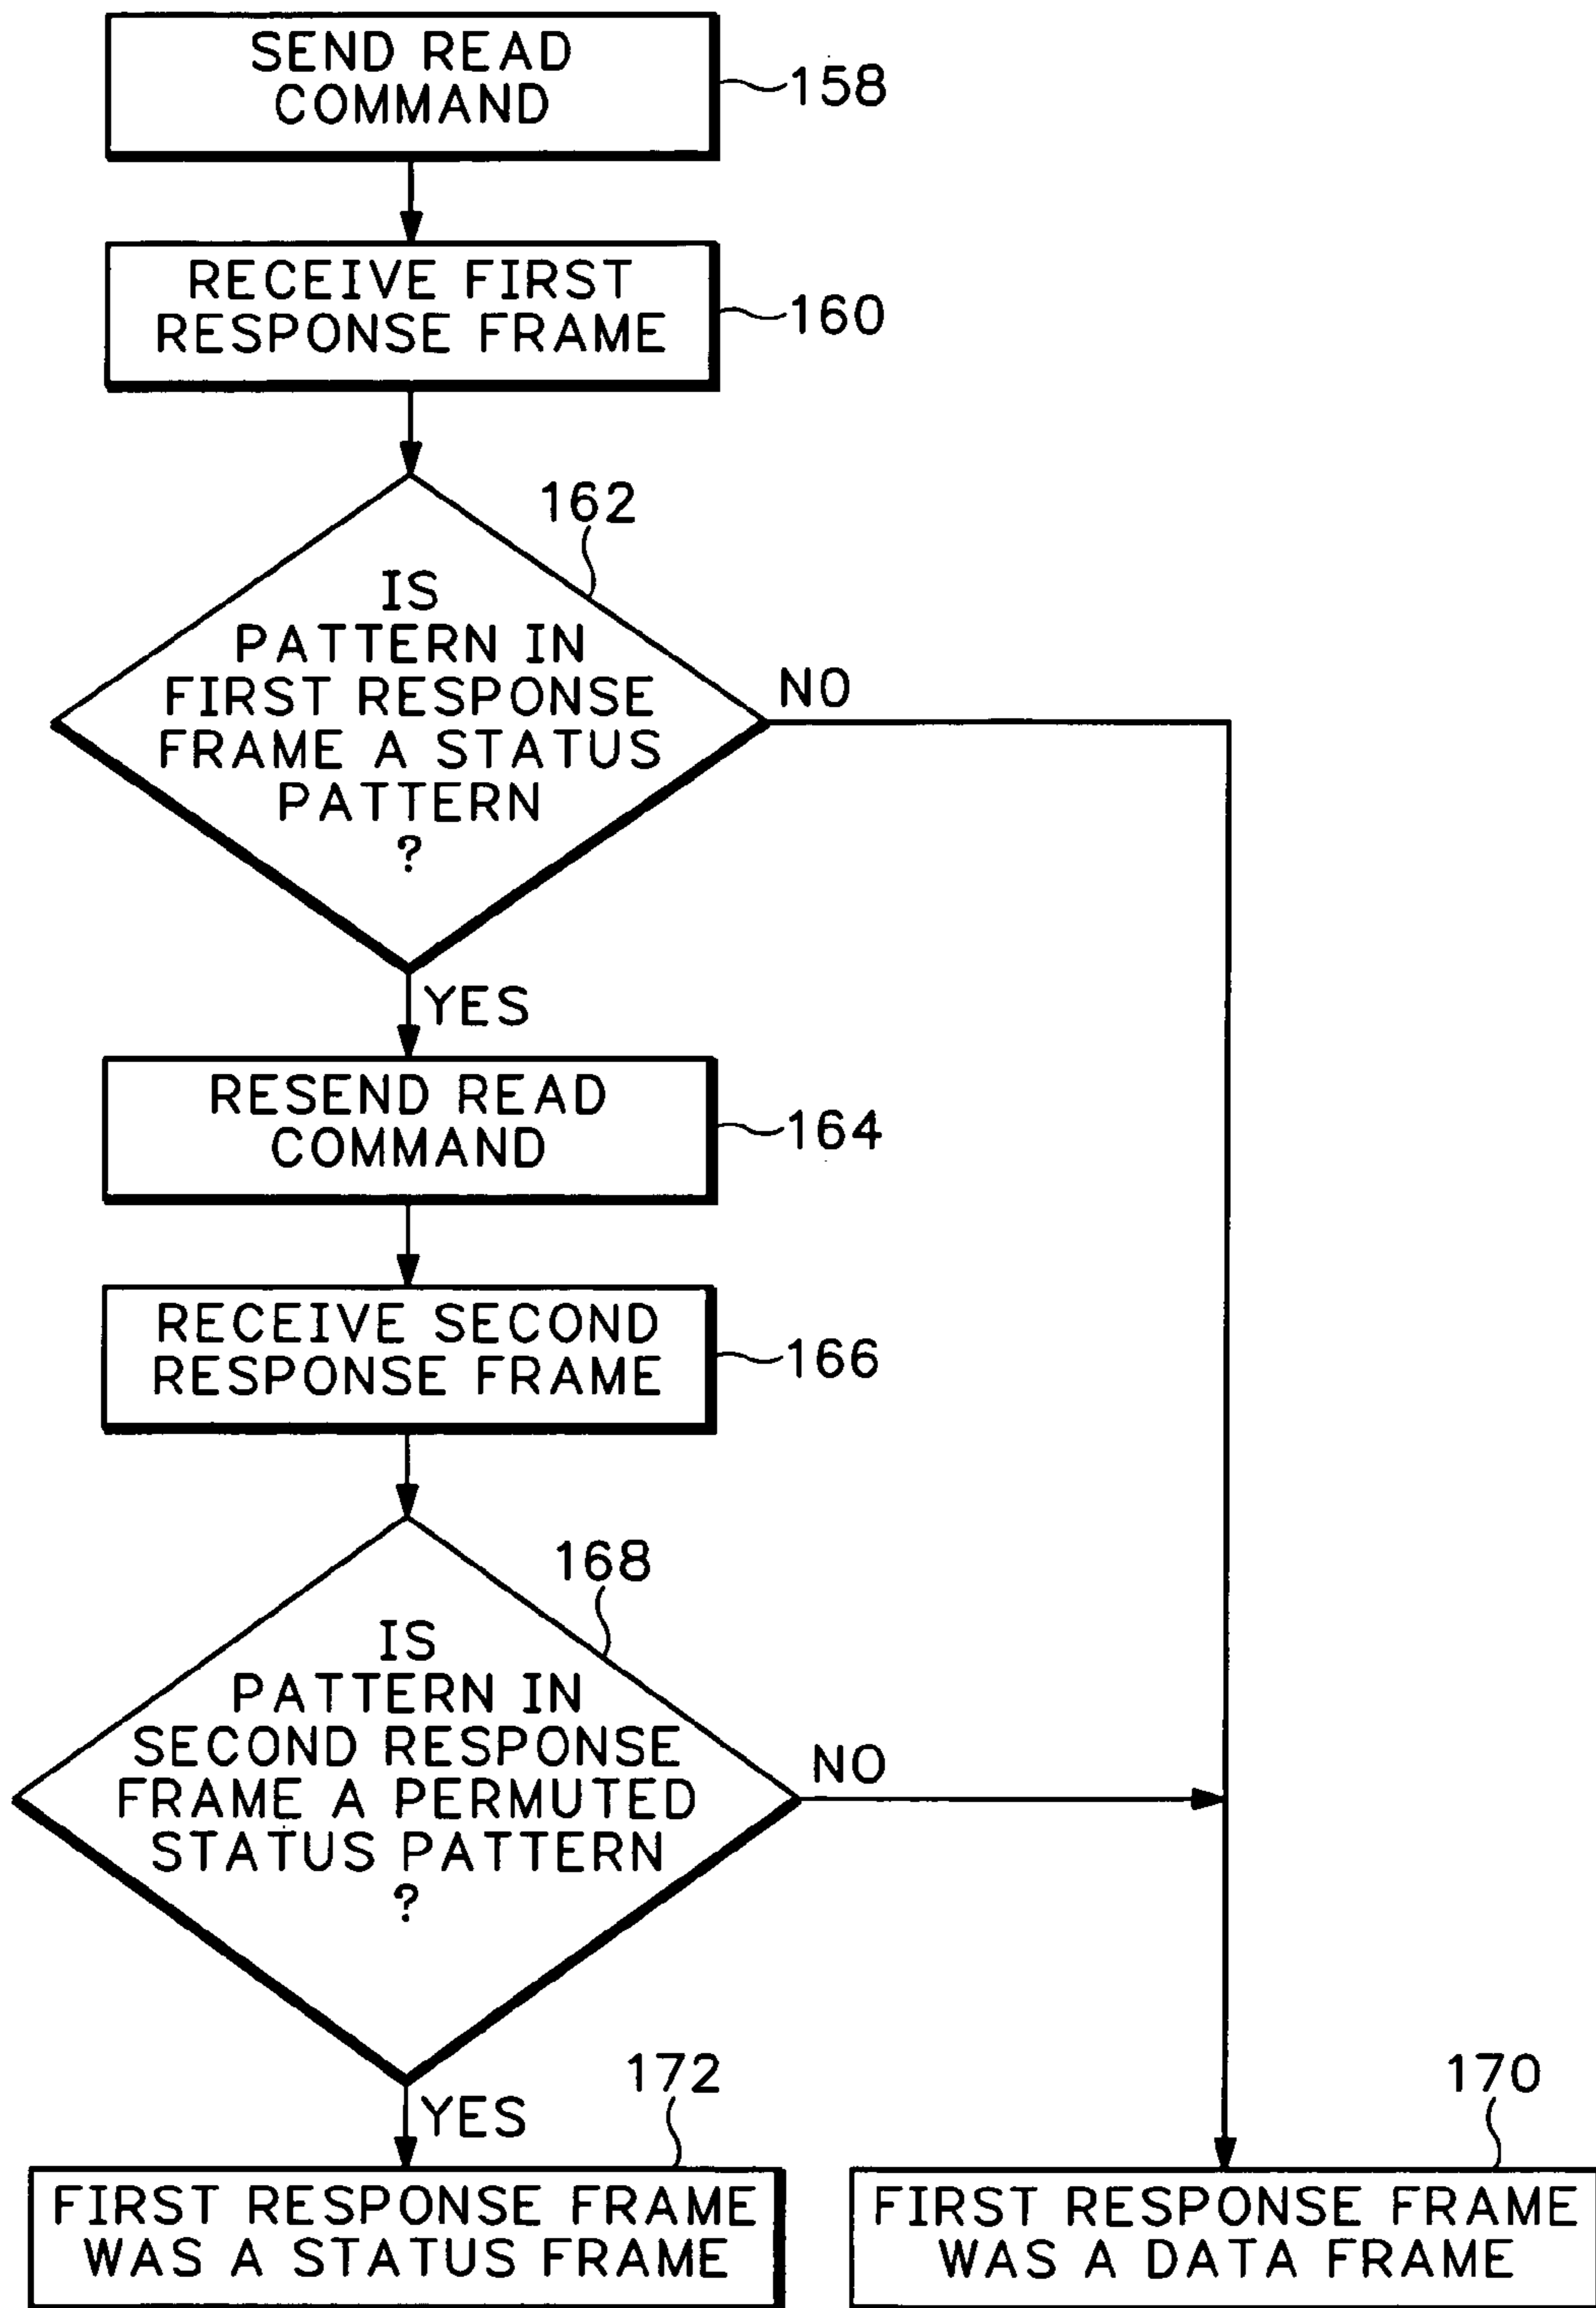 SEND READ
COMMAND
158
RECEIVE FIRST
RESPONSE FRAME
160
162
IS
PATTERN IN
FIRST RESPONSE
FRAME A STATUS
PATTERN
?
NO
YES
RESEND READ
COMMAND
164
RECEIVE SECOND
RESPONSE FRAME
166
168
IS
PATTERN IN
SECOND RESPONSE
FRAME A PERMUTED
STATUS PATTERN
?
NO
YES
172
170
FIRST RESPONSE FRAME
WAS A STATUS FRAME
FIRST RESPONSE FRAME
WAS A DATA FRAME